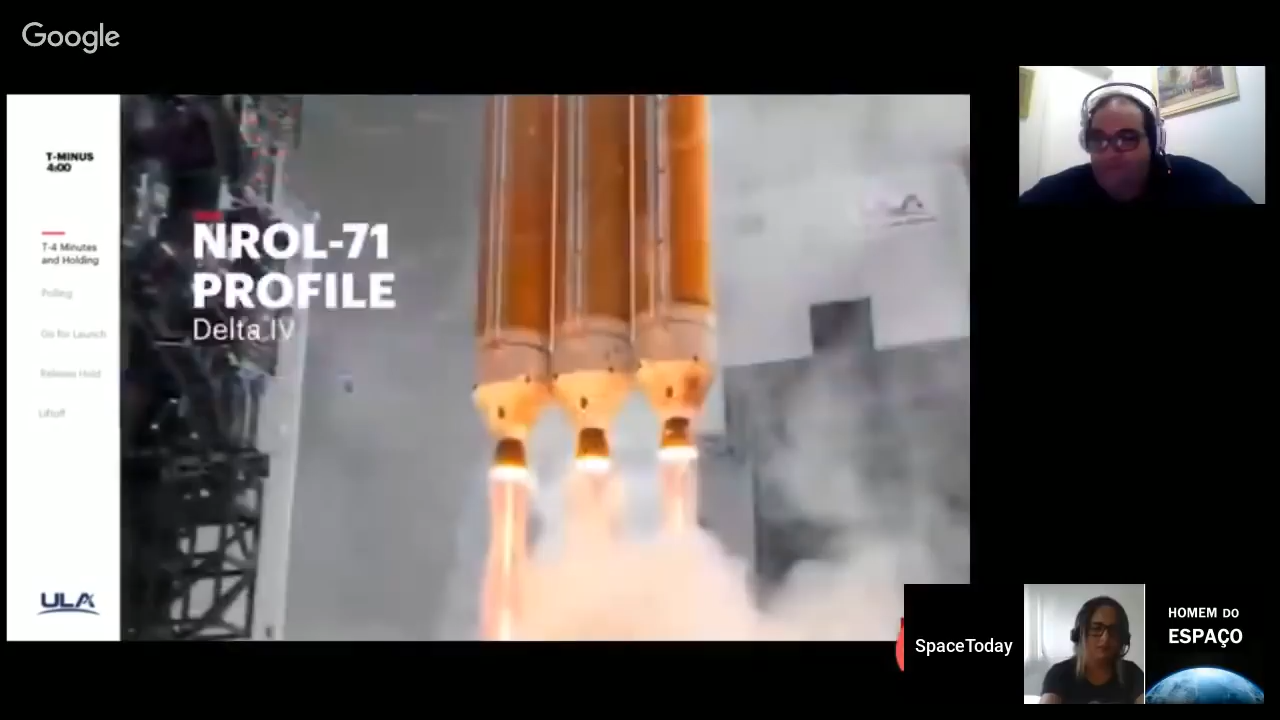 Google
T-MINUS
4:00
T-4 Minutes
and Holding
Polling
Go for Launch
Release Hold
Liftoff
ULA
NROL-71
PROFILE
Delta IV
SpaceToday
HOMEM DO
ESPAÇO